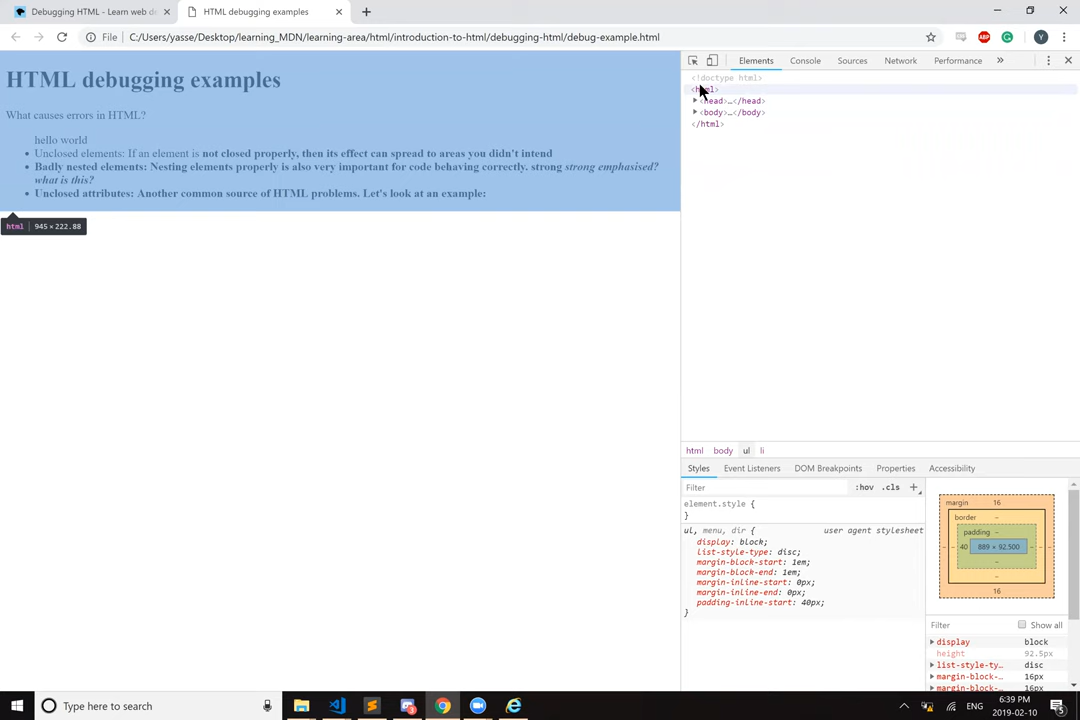 Debugging HTML - Learn web de
HTML debugging examples
File
C:/Users/yasse/Desktop/learning_MDN/learning-area/html/introduction-to-html/debugging-html/debug-example.html
ABP
Y
HTML debugging examples
What causes errors in HTML?
hello world
Unclosed elements: If an element is not closed properly, then its effect can spread to areas you didn't intend
Badly nested elements: Nesting elements properly is also very important for code behaving correctly. strong strong emphasised?
what is this?
Unclosed attributes: Another common source of HTML problems. Let's look at an example:
html 945×222.88
Elements Console Sources Network Performance »
<!doctype html>
<html>
<head>…</head>
<body>…</body>
</html>
html body ul li
Styles Event Listeners DOM Breakpoints Properties Accessibility
Filter :hov .cls +
element.style {
}
ul, menu, dir { user agent stylesheet
display: block;
list-style-type: disc;
margin-block-start: 1em;
margin-block-end: 1em;
margin-inline-start: 0px;
margin-inline-end: 0px;
padding-inline-start: 40px;
}
margin 16
border –
padding –
– – 40 889 × 92.500 – – –
–
–
16
Filter Show all
display block
height 92.5px
list-style-ty… disc
margin-block-… 16px
margin-block-… 16px
Type here to search
ENG
6:39 PM
2019-02-10
5